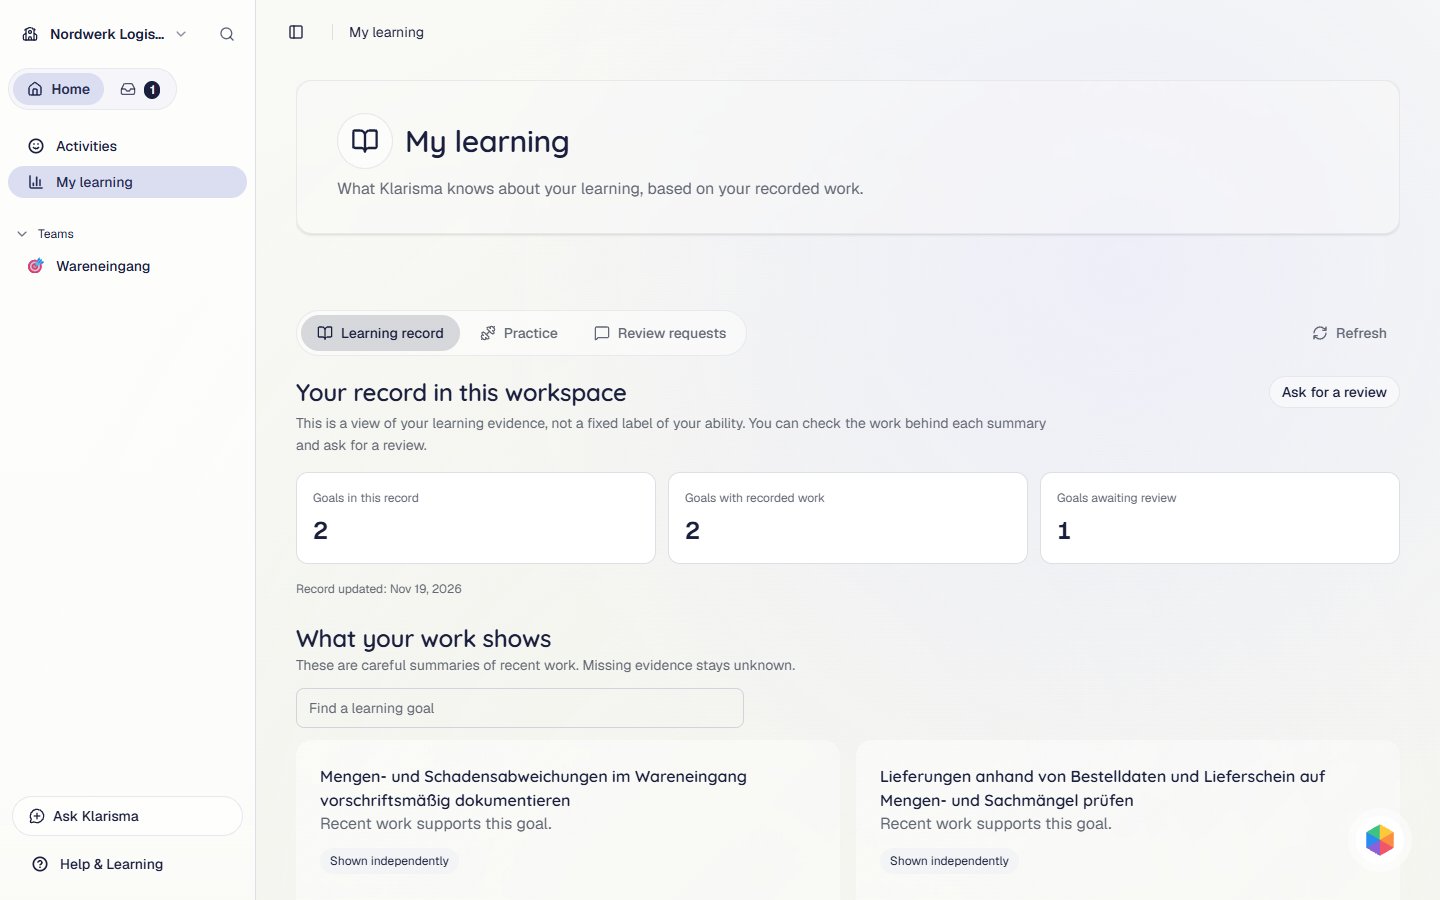 Nordwerk Logis...
Home
1
Activities
My learning
Teams
Wareneingang
Ask Klarisma
Help & Learning
My learning
My learning
What Klarisma knows about your learning, based on your recorded work.
Learning record
Practice
Review requests
Refresh
Your record in this workspace
Ask for a review
This is a view of your learning evidence, not a fixed label of your ability. You can check the work behind each summary
and ask for a review.
Goals in this record
2
Goals with recorded work
2
Goals awaiting review
1
Record updated: Nov 19, 2026
What your work shows
These are careful summaries of recent work. Missing evidence stays unknown.
Find a learning goal
Mengen- und Schadensabweichungen im Wareneingang
vorschriftsmäßig dokumentieren
Recent work supports this goal.
Shown independently
Lieferungen anhand von Bestelldaten und Lieferschein auf
Mengen- und Sachmängel prüfen
Recent work supports this goal.
Shown independently